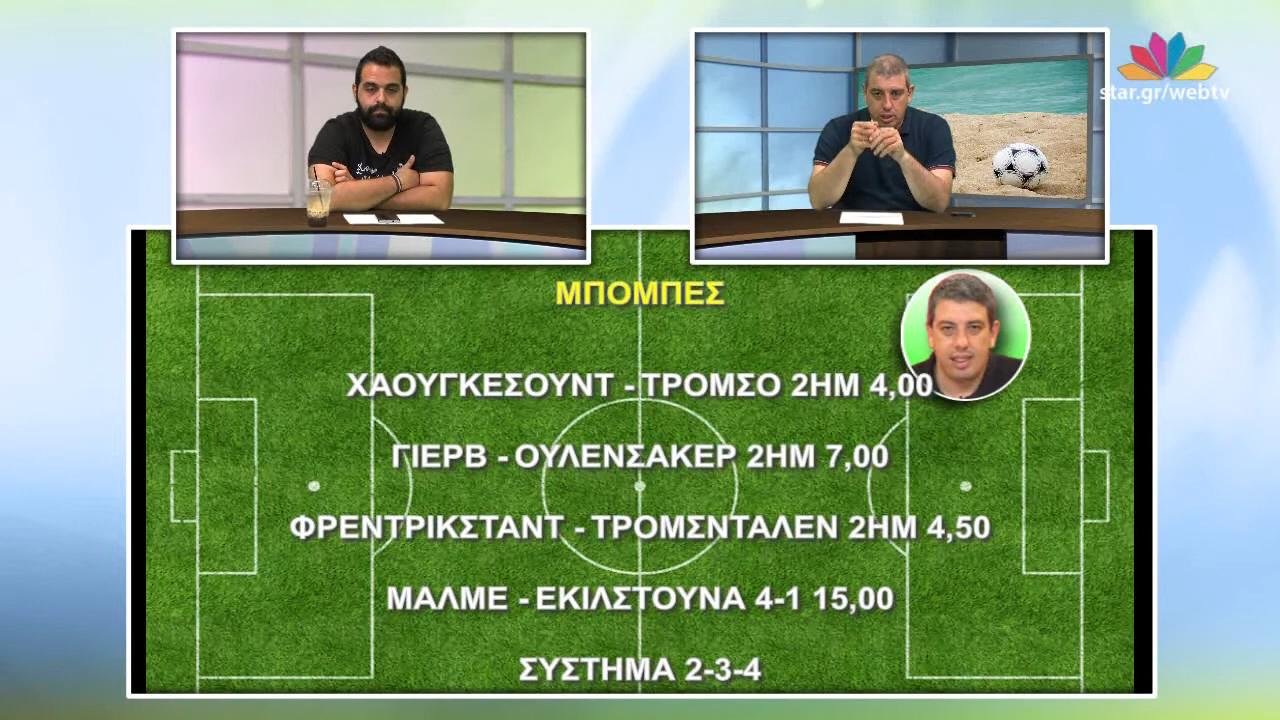 star.gr/webtv
ΜΠΟΜΠΕΣ
ΧΑΟΥΓΚΕΣΟΥΝΤ - ΤΡΟΜΣΟ 2ΗΜ 4,00
ΓΙΕΡΒ - ΟΥΛΕΝΣΑΚΕΡ 2ΗΜ 7,00
ΦΡΕΝΤΡΙΚΣΤΑΝΤ - ΤΡΟΜΣΝΤΑΛΕΝ 2ΗΜ 4,50
ΜΑΛΜΕ - ΕΚΙΛΣΤΟΥΝΑ 4-1 15,00
ΣΥΣΤΗΜΑ 2-3-4